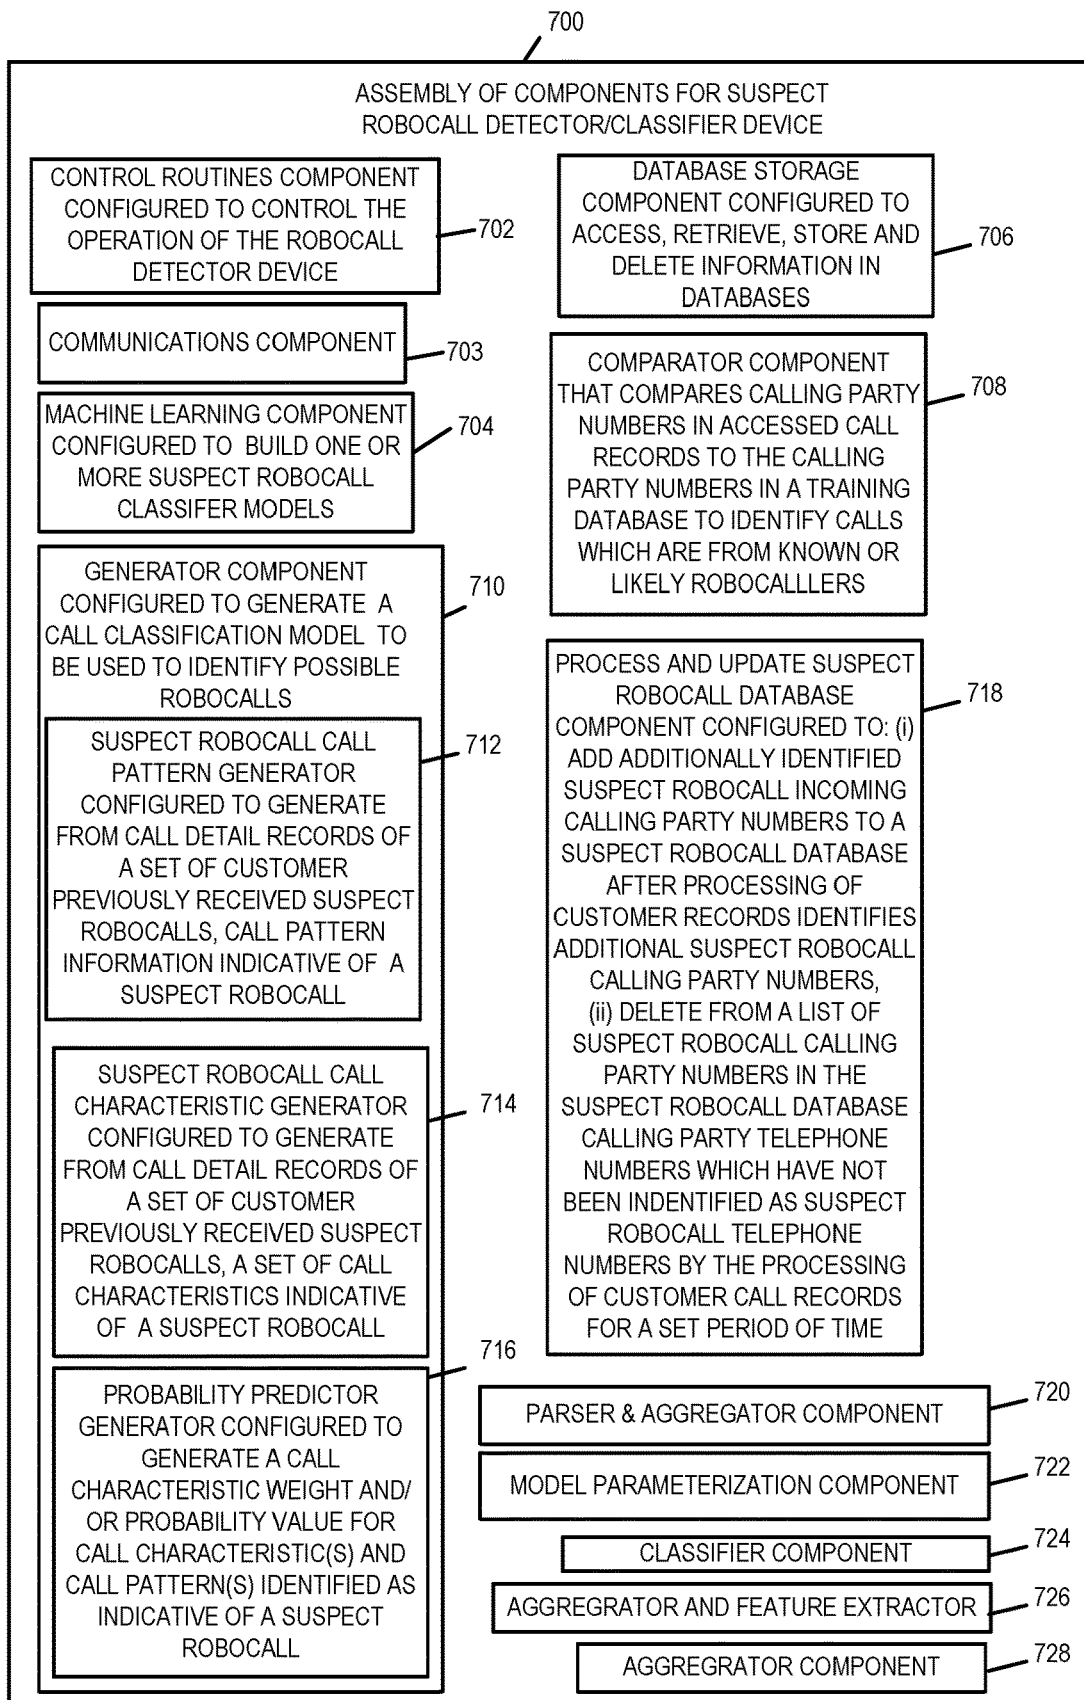 700
ASSEMBLY OF COMPONENTS FOR SUSPECT
ROBOCALL DETECTOR/CLASSIFIER DEVICE
CONTROL ROUTINES COMPONENT
CONFIGURED TO CONTROL THE
OPERATION OF THE ROBOCALL
DETECTOR DEVICE
702
COMMUNICATIONS COMPONENT
703
MACHINE LEARNING COMPONENT
CONFIGURED TO BUILD ONE OR
MORE SUSPECT ROBOCALL
CLASSIFER MODELS
704
GENERATOR COMPONENT
CONFIGURED TO GENERATE A
CALL CLASSIFICATION MODEL TO
BE USED TO IDENTIFY POSSIBLE
ROBOCALLS
710
SUSPECT ROBOCALL CALL
PATTERN GENERATOR
CONFIGURED TO GENERATE
FROM CALL DETAIL RECORDS OF
A SET OF CUSTOMER
PREVIOUSLY RECEIVED SUSPECT
ROBOCALLS, CALL PATTERN
INFORMATION INDICATIVE OF A
SUSPECT ROBOCALL
712
SUSPECT ROBOCALL CALL
CHARACTERISTIC GENERATOR
CONFIGURED TO GENERATE
FROM CALL DETAIL RECORDS OF
A SET OF CUSTOMER
PREVIOUSLY RECEIVED SUSPECT
ROBOCALLS, A SET OF CALL
CHARACTERISTICS INDICATIVE
OF A SUSPECT ROBOCALL
714
PROBABILITY PREDICTOR
GENERATOR CONFIGURED TO
GENERATE A CALL
CHARACTERISTIC WEIGHT AND/
OR PROBABILITY VALUE FOR
CALL CHARACTERISTIC(S) AND
CALL PATTERN(S) IDENTIFIED AS
INDICATIVE OF A SUSPECT
ROBOCALL
716
DATABASE STORAGE
COMPONENT CONFIGURED TO
ACCESS, RETRIEVE, STORE AND
DELETE INFORMATION IN
DATABASES
706
COMPARATOR COMPONENT
THAT COMPARES CALLING PARTY
NUMBERS IN ACCESSED CALL
RECORDS TO THE CALLING
PARTY NUMBERS IN A TRAINING
DATABASE TO IDENTIFY CALLS
WHICH ARE FROM KNOWN OR
LIKELY ROBOCALLLERS
708
PROCESS AND UPDATE SUSPECT
ROBOCALL DATABASE
COMPONENT CONFIGURED TO: (i)
ADD ADDITIONALLY IDENTIFIED
SUSPECT ROBOCALL INCOMING
CALLING PARTY NUMBERS TO A
SUSPECT ROBOCALL DATABASE
AFTER PROCESSING OF
CUSTOMER RECORDS IDENTIFIES
ADDITIONAL SUSPECT ROBOCALL
CALLING PARTY NUMBERS,
(ii) DELETE FROM A LIST OF
SUSPECT ROBOCALL CALLING
PARTY NUMBERS IN THE
SUSPECT ROBOCALL DATABASE
CALLING PARTY TELEPHONE
NUMBERS WHICH HAVE NOT
BEEN INDENTIFIED AS SUSPECT
ROBOCALL TELEPHONE
NUMBERS BY THE PROCESSING
OF CUSTOMER CALL RECORDS
FOR A SET PERIOD OF TIME
718
PARSER & AGGREGATOR COMPONENT
720
MODEL PARAMETERIZATION COMPONENT
722
CLASSIFIER COMPONENT
724
AGGREGRATOR AND FEATURE EXTRACTOR
726
AGGREGRATOR COMPONENT
728